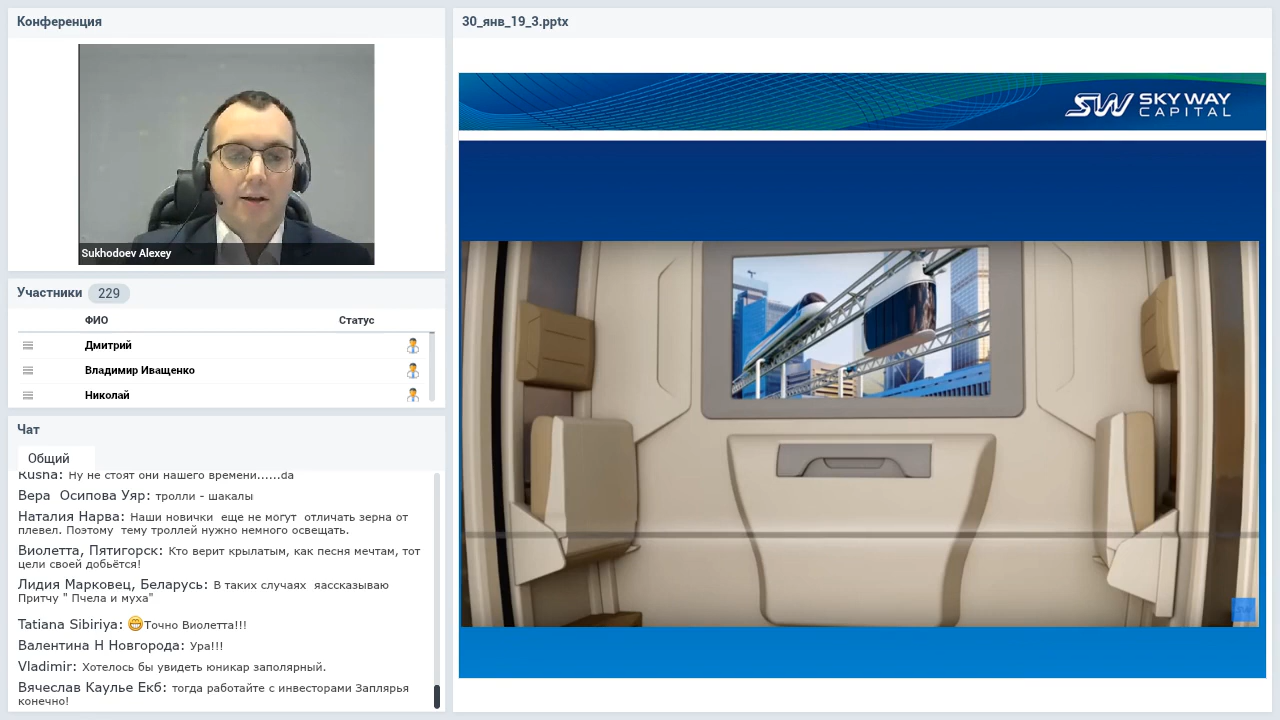 Конференция
Sukhodoev Alexey
Участники 229
ФИО Статус
Дмитрий
Владимир Иващенко
Николай
Чат
Общий
Kusha: Ну не стоят они нашего времени......da
Вера Осипова Уяр: тролли - шакалы
Наталия Нарва: Наши новички еще не могут отличать зерна от
плевел. Поэтому тему троллей нужно немного освещать.
Виолетта, Пятигорск: Кто верит крылатым, как песня мечтам, тот
цели своей добьётся!
Лидия Марковец, Беларусь: В таких случаях яассказываю
Притчу " Пчела и муха"
Tatiana Sibiriya: Точно Виолетта!!!
Валентина Н Новгорода: Ура!!!
Vladimir: Хотелось бы увидеть юникар заполярный.
Вячеслав Каулье Екб: тогда работайте с инвесторами Заплярья
конечно!
30_янв_19_3.pptx
SW SKY WAY
CAPITAL